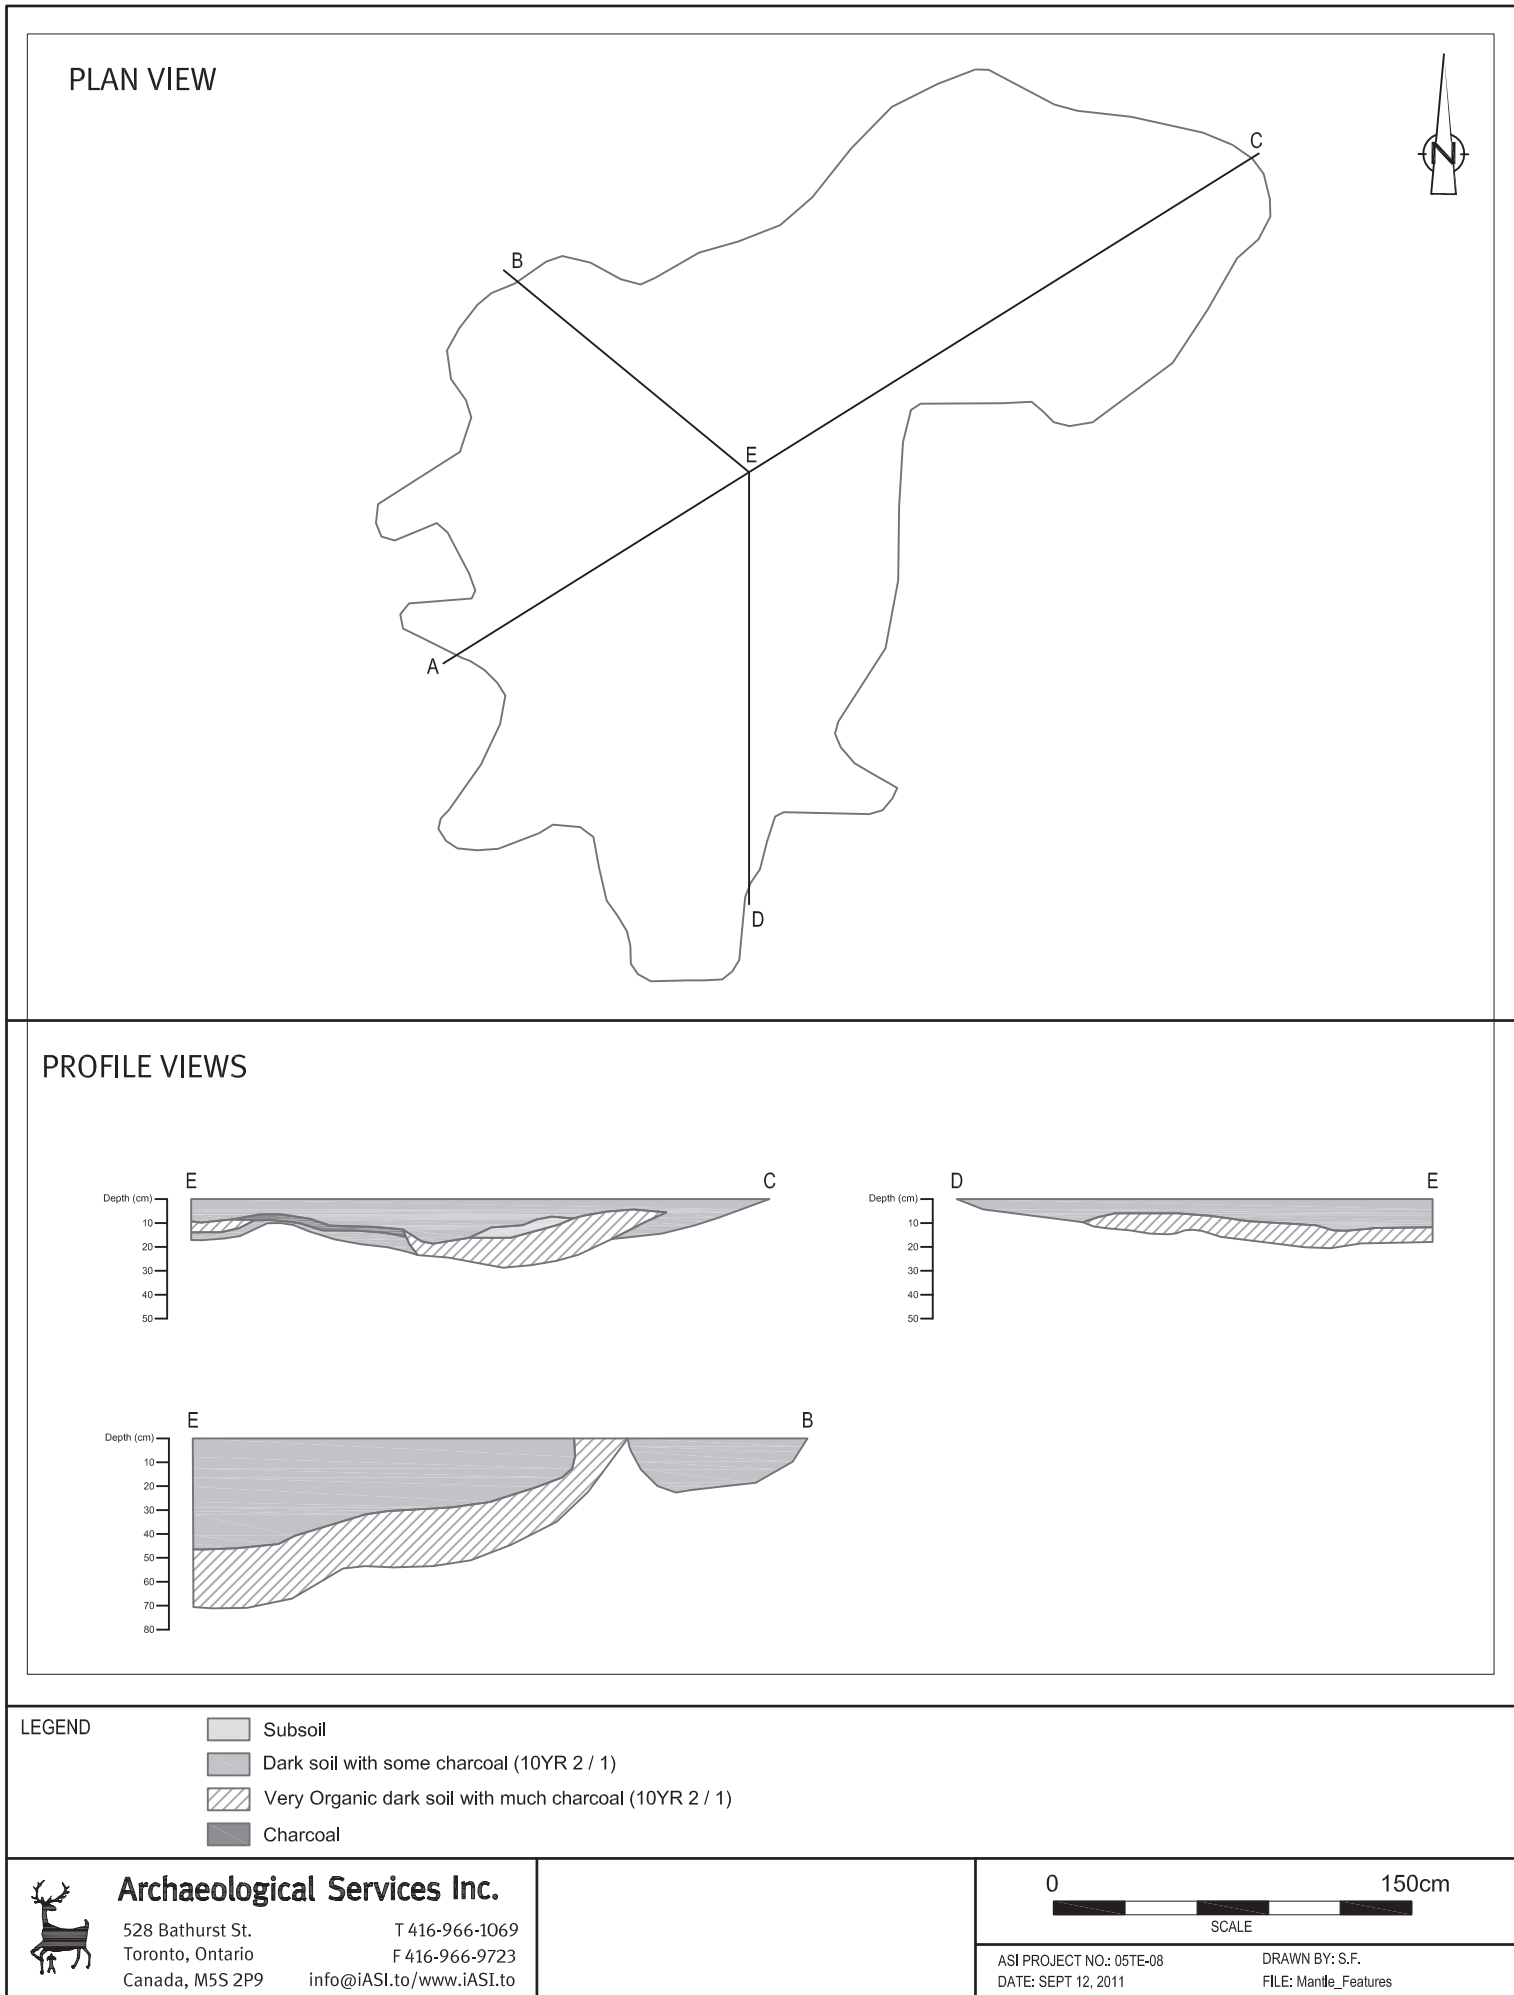 PLAN VIEW
N
C
B
E
A
D
PROFILE VIEWS
E C
Depth (cm)
10
20
30
40
50
D E
Depth (cm)
10
20
30
40
50
E B
Depth (cm)
10
20
30
40
50
60
70
80
LEGEND
Subsoil
Dark soil with some charcoal (10YR 2 / 1)
Very Organic dark soil with much charcoal (10YR 2 / 1)
Charcoal
Archaeological Services Inc.
528 Bathurst St. T 416-966-1069
Toronto, Ontario F 416-966-9723
Canada, M5S 2P9 info@iASI.to/www.iASI.to
0 150cm
SCALE
ASI PROJECT NO.: 05TE-08 DRAWN BY: S.F.
DATE: SEPT 12, 2011 FILE: Mantle_Features